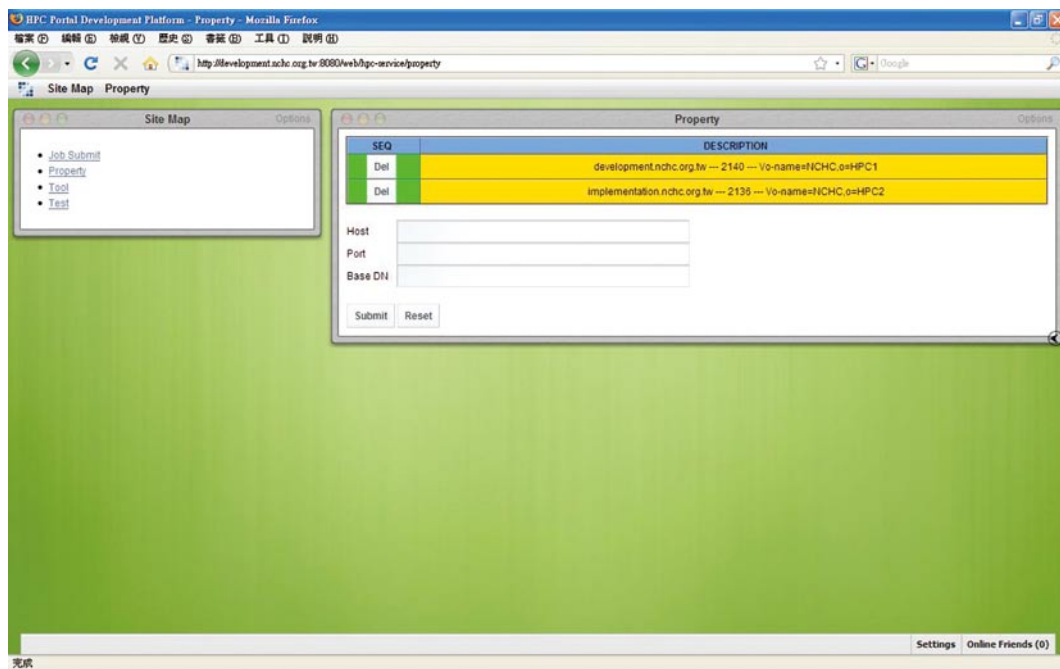 HPC Portal Development Platform - Property - Mozilla Firefox
檔案(F) 編輯(E) 檢視(V) 歷史(S) 書籤(B) 工具(T) 說明(H)
http://development.nchc.org.tw:8080/web/hpc-service/property
G Google
Site Map Property
Site Map Options
Job Submit
Property
Tool
Test
Property Options
SEQ DESCRIPTION
Del development.nchc.org.tw --- 2140 --- Vo-name=NCHC,o=HPC1
Del implementation.nchc.org.tw --- 2135 --- Vo-name=NCHC,o=HPC2
Host
Port
Base DN
Submit Reset
Settings Online Friends (0)
完成